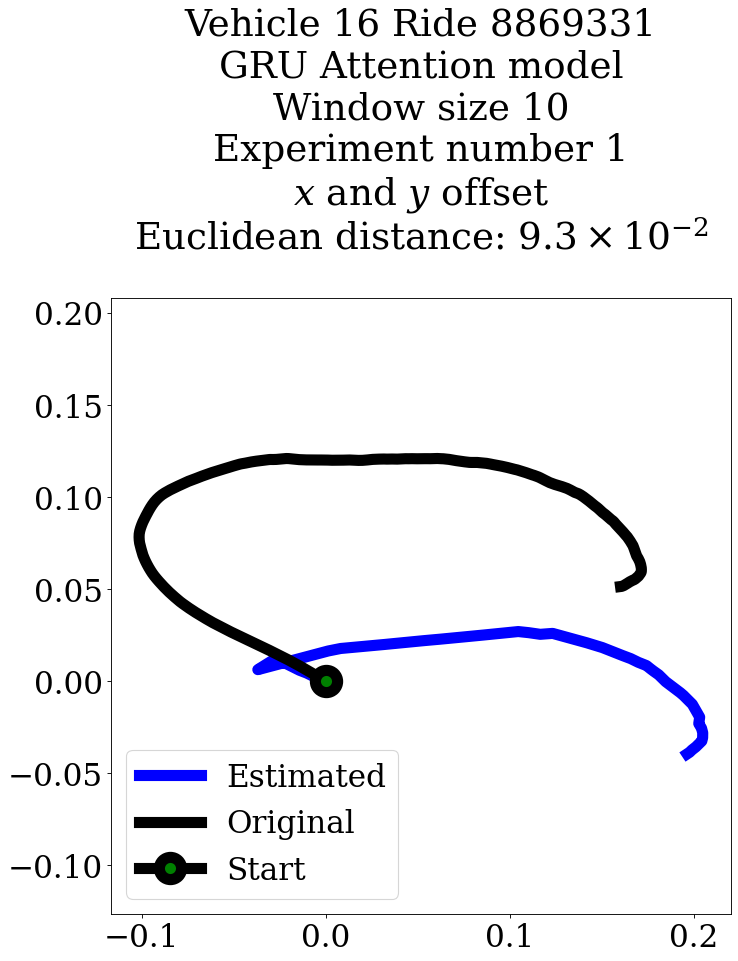 Vehicle 16 Ride 8869331
GRU Attention model
Window size 10
Experiment number 1
x and y offset
Euclidean distance: 9.3 × 10⁻²
0.20
0.15
0.10
0.05
0.00
−0.05
−0.10
Estimated
Original
Start
−0.1
0.0
0.1
0.2